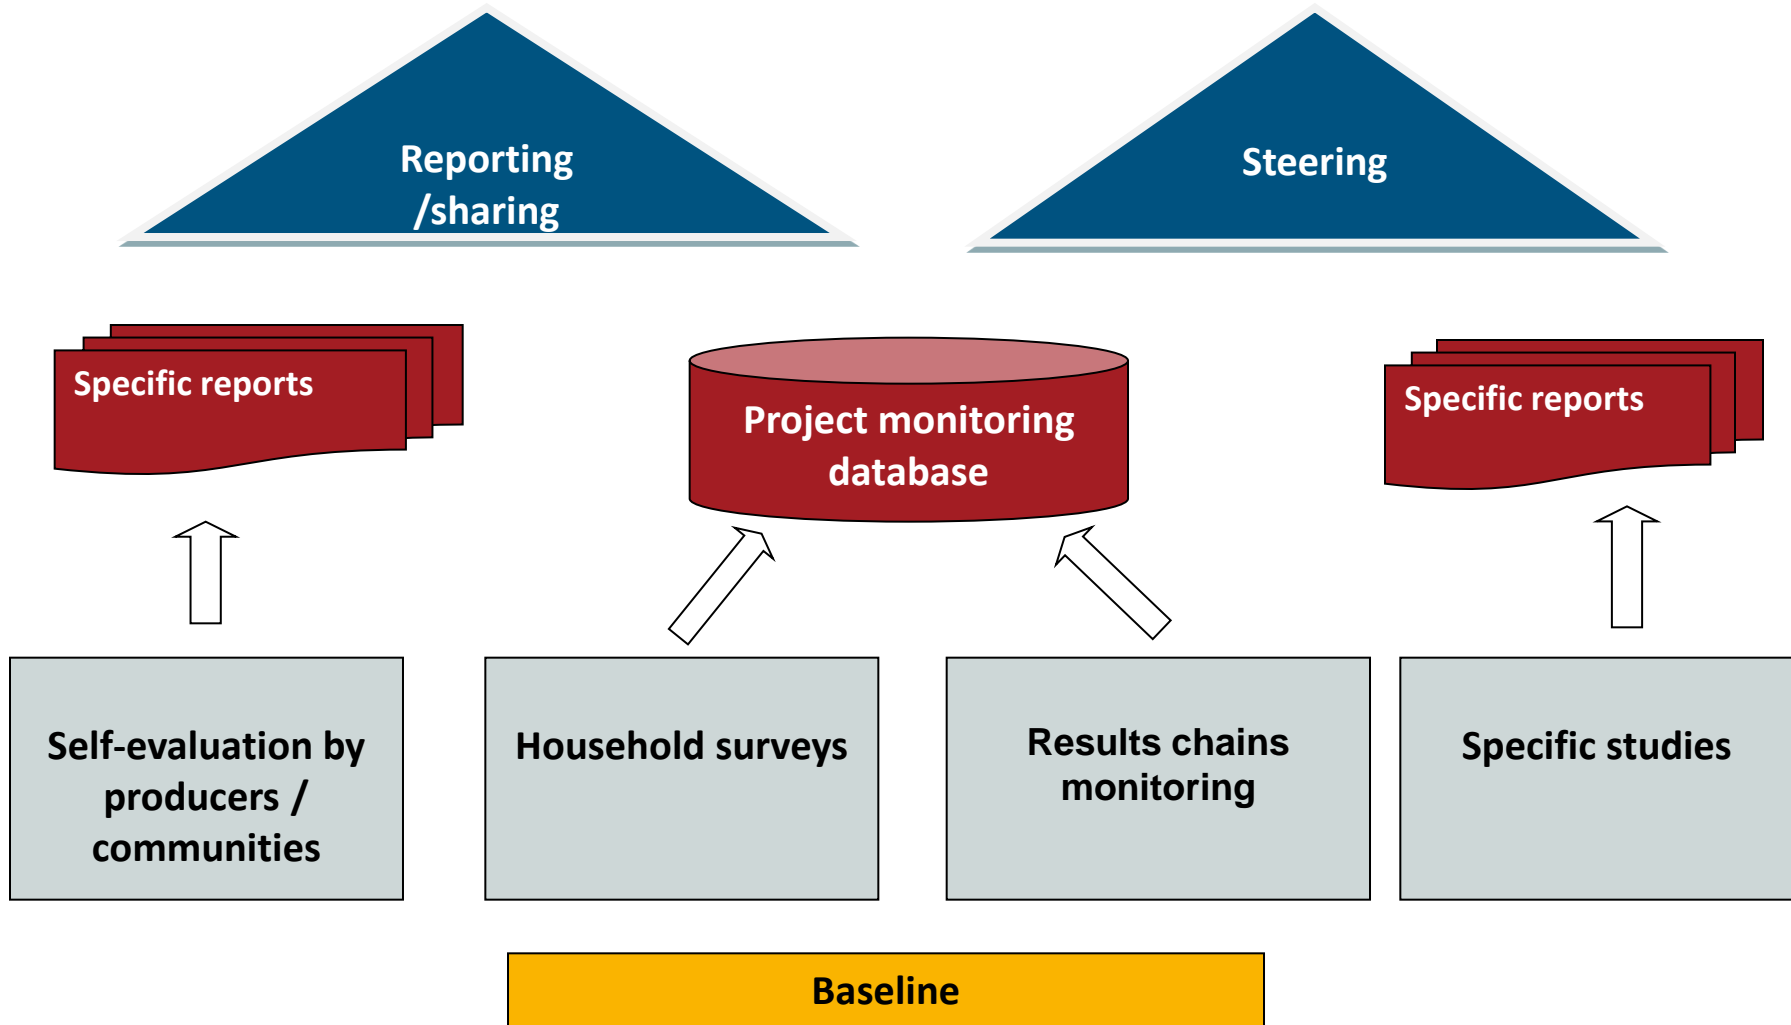 Reporting
/sharing
Steering
Specific reports
Project monitoring
database
Specific reports
Self-evaluation by
producers /
communities
Household surveys
Results chains
monitoring
Specific studies
Baseline